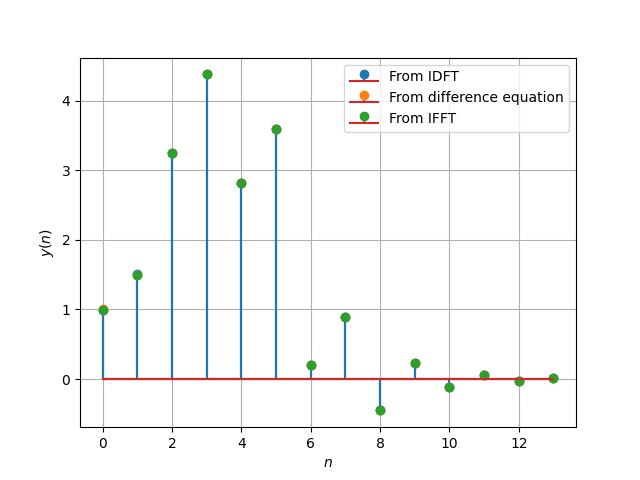 From IDFT
From difference equation
From IFFT
4
3
2
1
0
y(n)
0 2 4 6 8 10 12
n